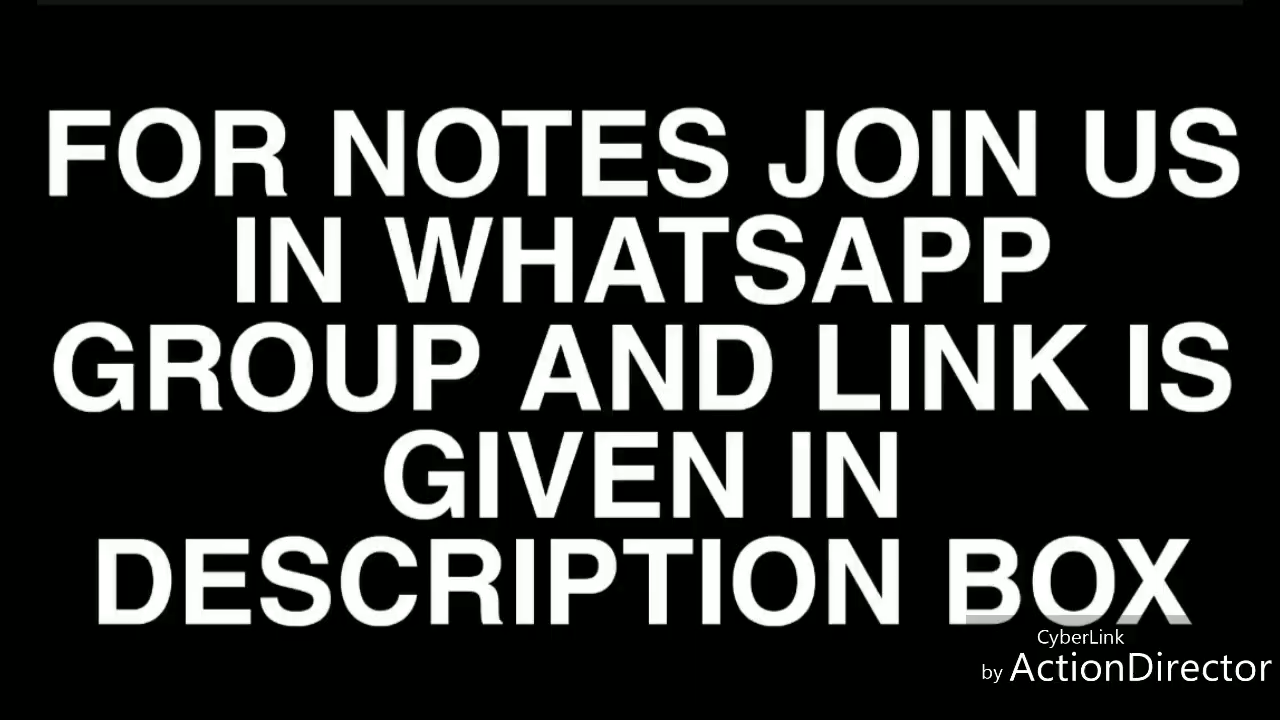 FOR NOTES JOIN US
IN WHATSAPP
GROUP AND LINK IS
GIVEN IN
DESCRIPTION BOX
CyberLink
by ActionDirector